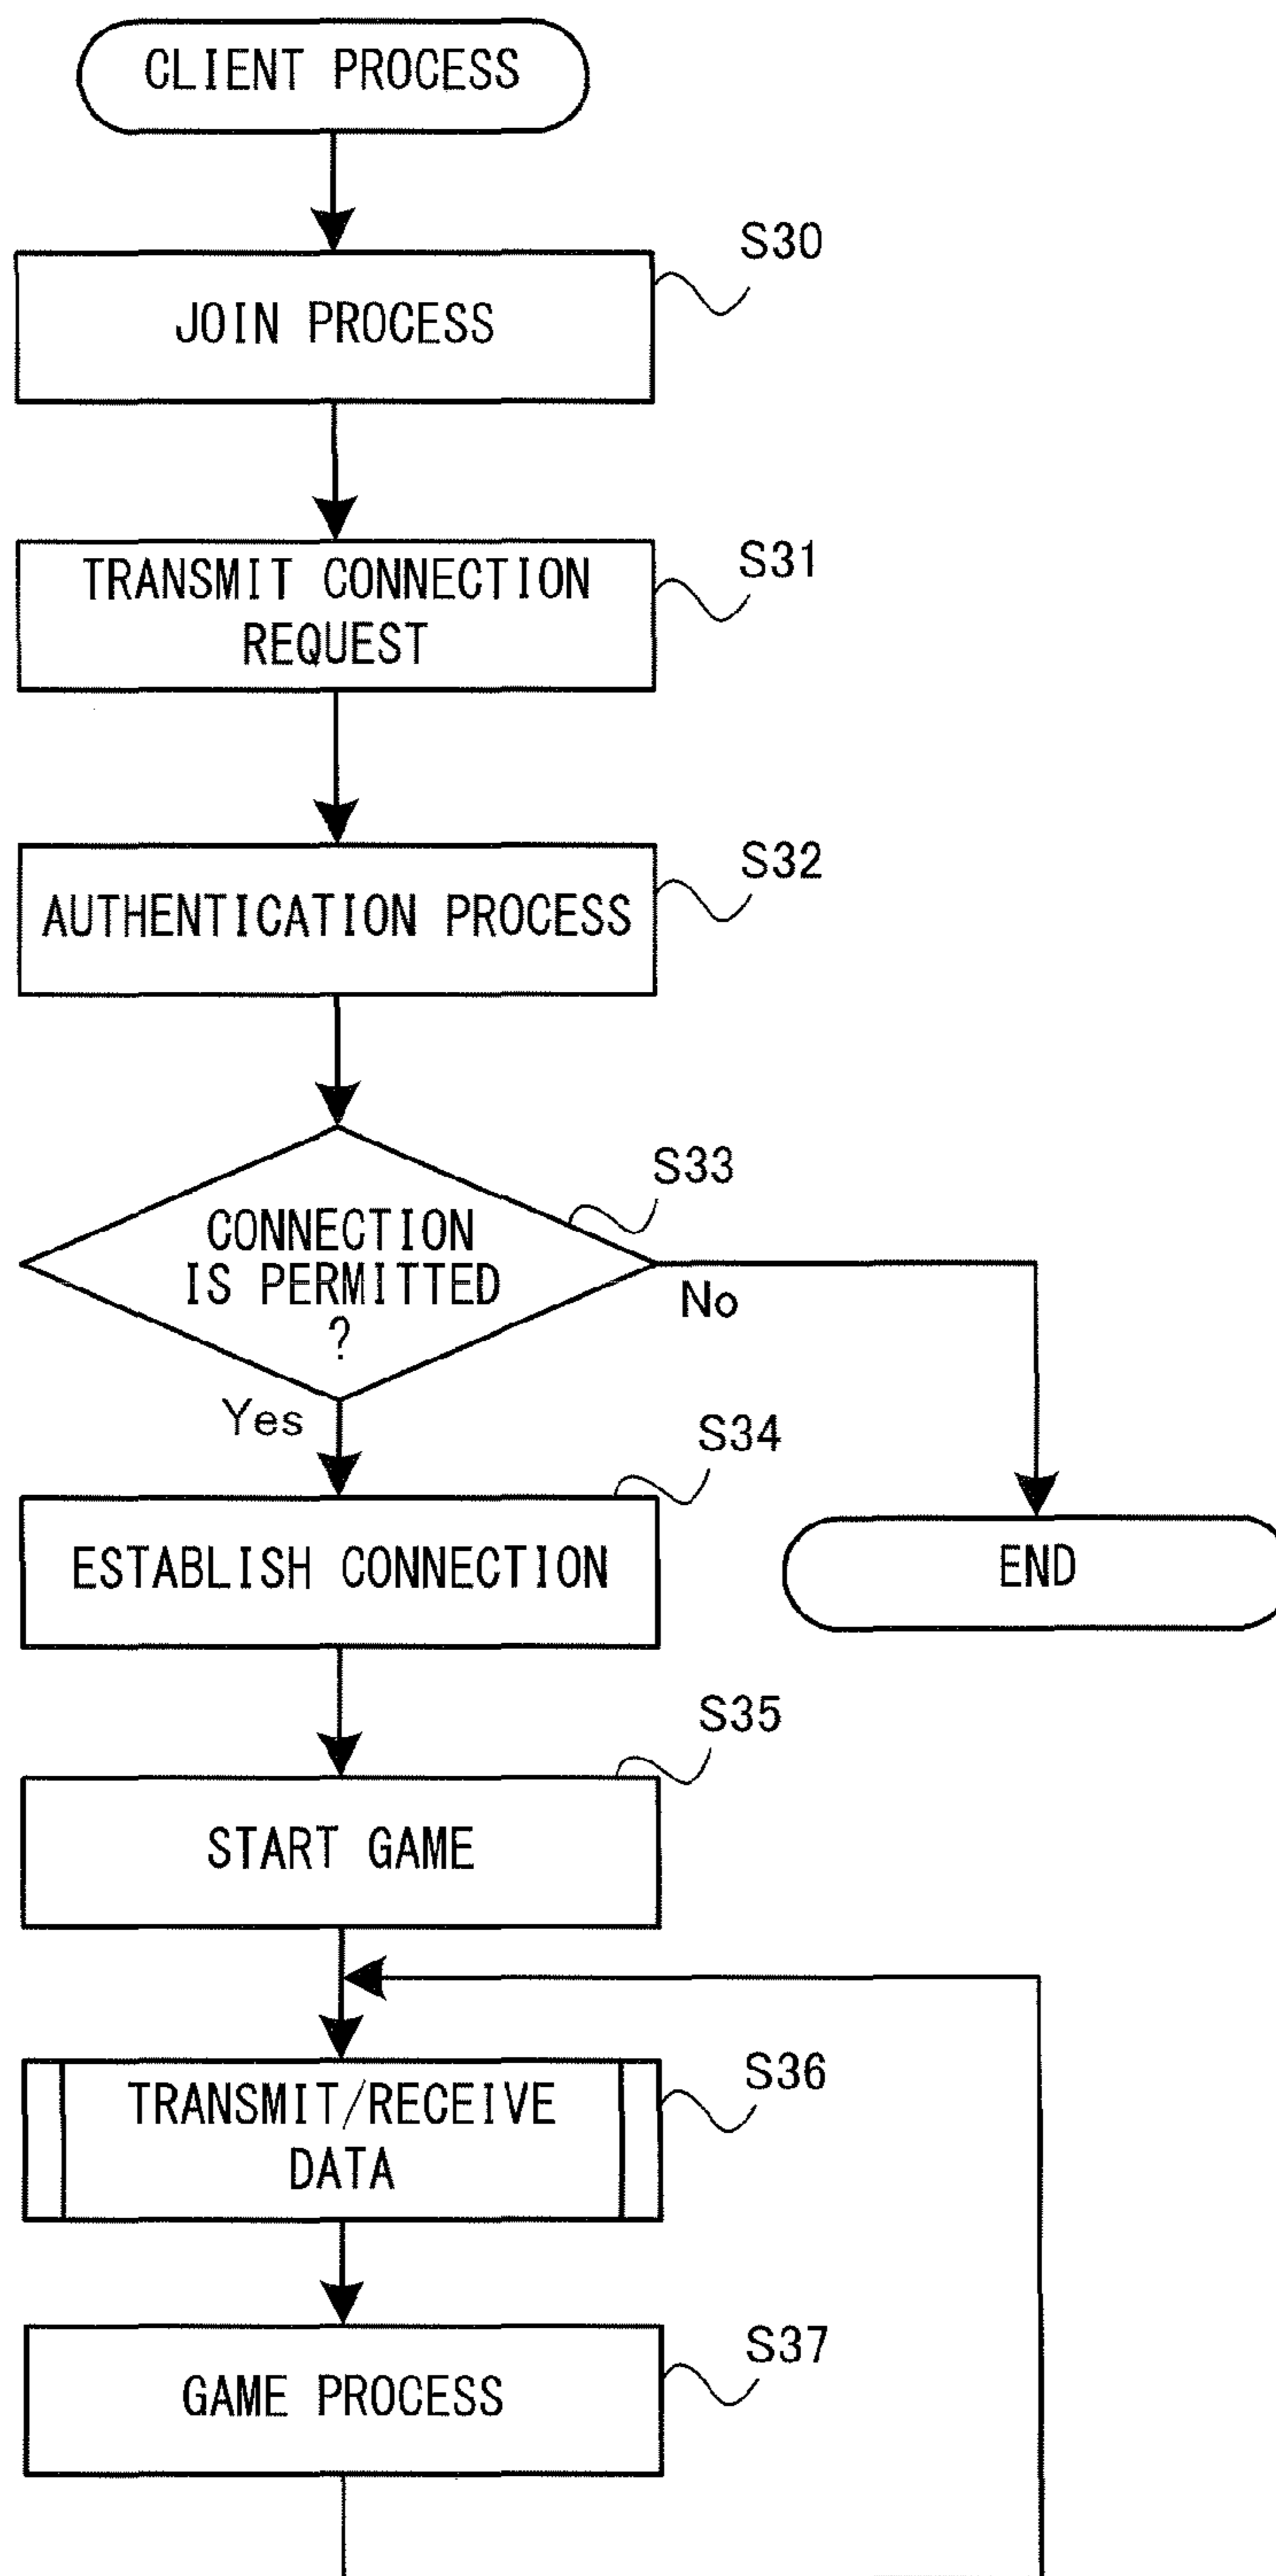 CLIENT PROCESS
S30
JOIN PROCESS
S31
TRANSMIT CONNECTION
REQUEST
S32
AUTHENTICATION PROCESS
S33
CONNECTION
IS PERMITTED
?
No
Yes
S34
ESTABLISH CONNECTION
END
S35
START GAME
S36
TRANSMIT/RECEIVE
DATA
S37
GAME PROCESS